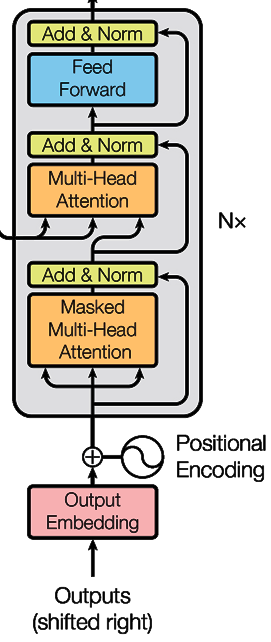 Add & Norm
Feed
Forward
Add & Norm
Multi-Head
Attention
N×
Add & Norm
Masked
Multi-Head
Attention
Positional
Encoding
Output
Embedding
Outputs
(shifted right)